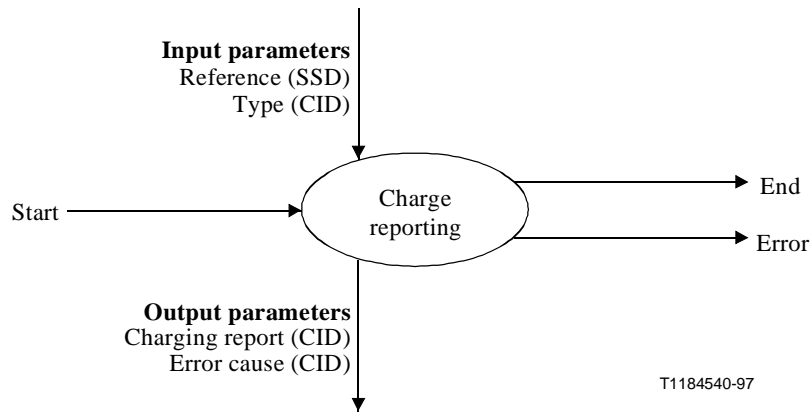 Input parameters
Reference (SSD)
Type (CID)
Start
Charge
reporting
End
Error
Output parameters
Charging report (CID)
Error cause (CID)
T1184540-97